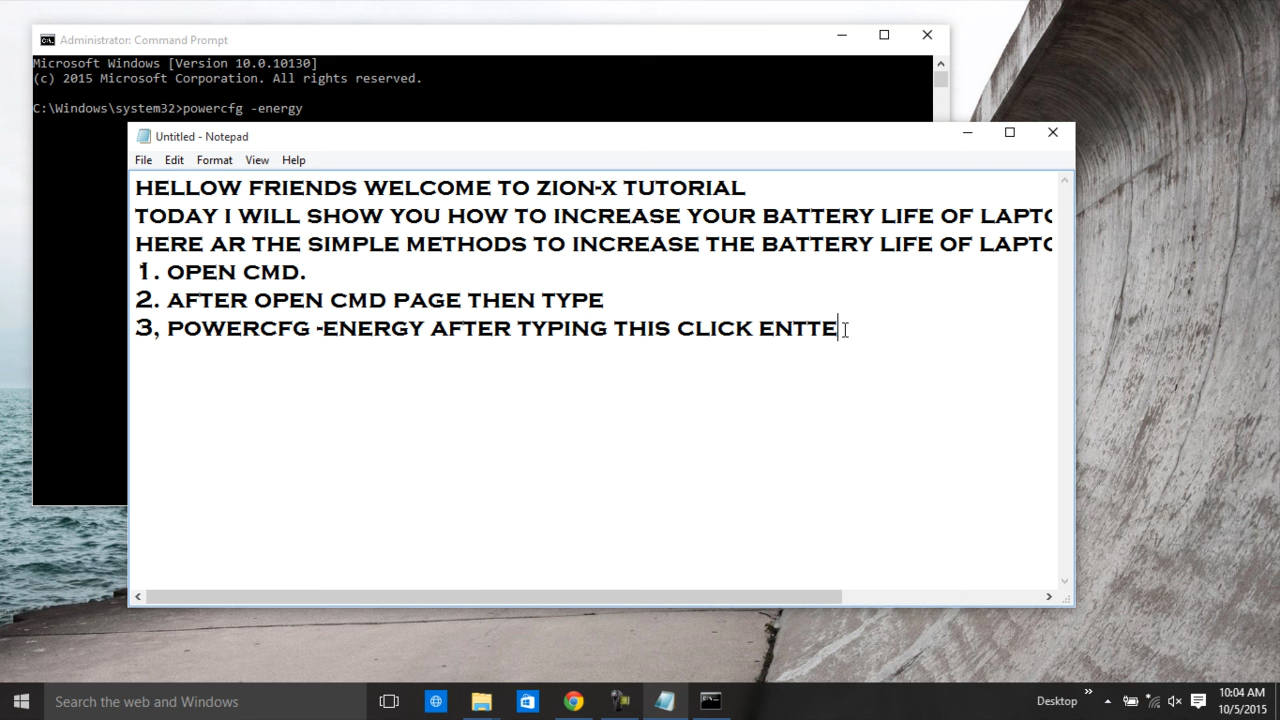 Administrator: Command Prompt
Microsoft Windows [Version 10.0.10130]
(c) 2015 Microsoft Corporation. All rights reserved.
C:\Windows\system32>powercfg -energy
Untitled - Notepad
File Edit Format View Help
HELLOW FRIENDS WELCOME TO ZION-X TUTORIAL
TODAY I WILL SHOW YOU HOW TO INCREASE YOUR BATTERY LIFE OF LAPTO
HERE AR THE SIMPLE METHODS TO INCREASE THE BATTERY LIFE OF LAPTO
1. OPEN CMD.
2. AFTER OPEN CMD PAGE THEN TYPE
3, POWERCFG -ENERGY AFTER TYPING THIS CLICK ENTTE
Search the web and Windows
Desktop
10:04 AM
10/5/2015